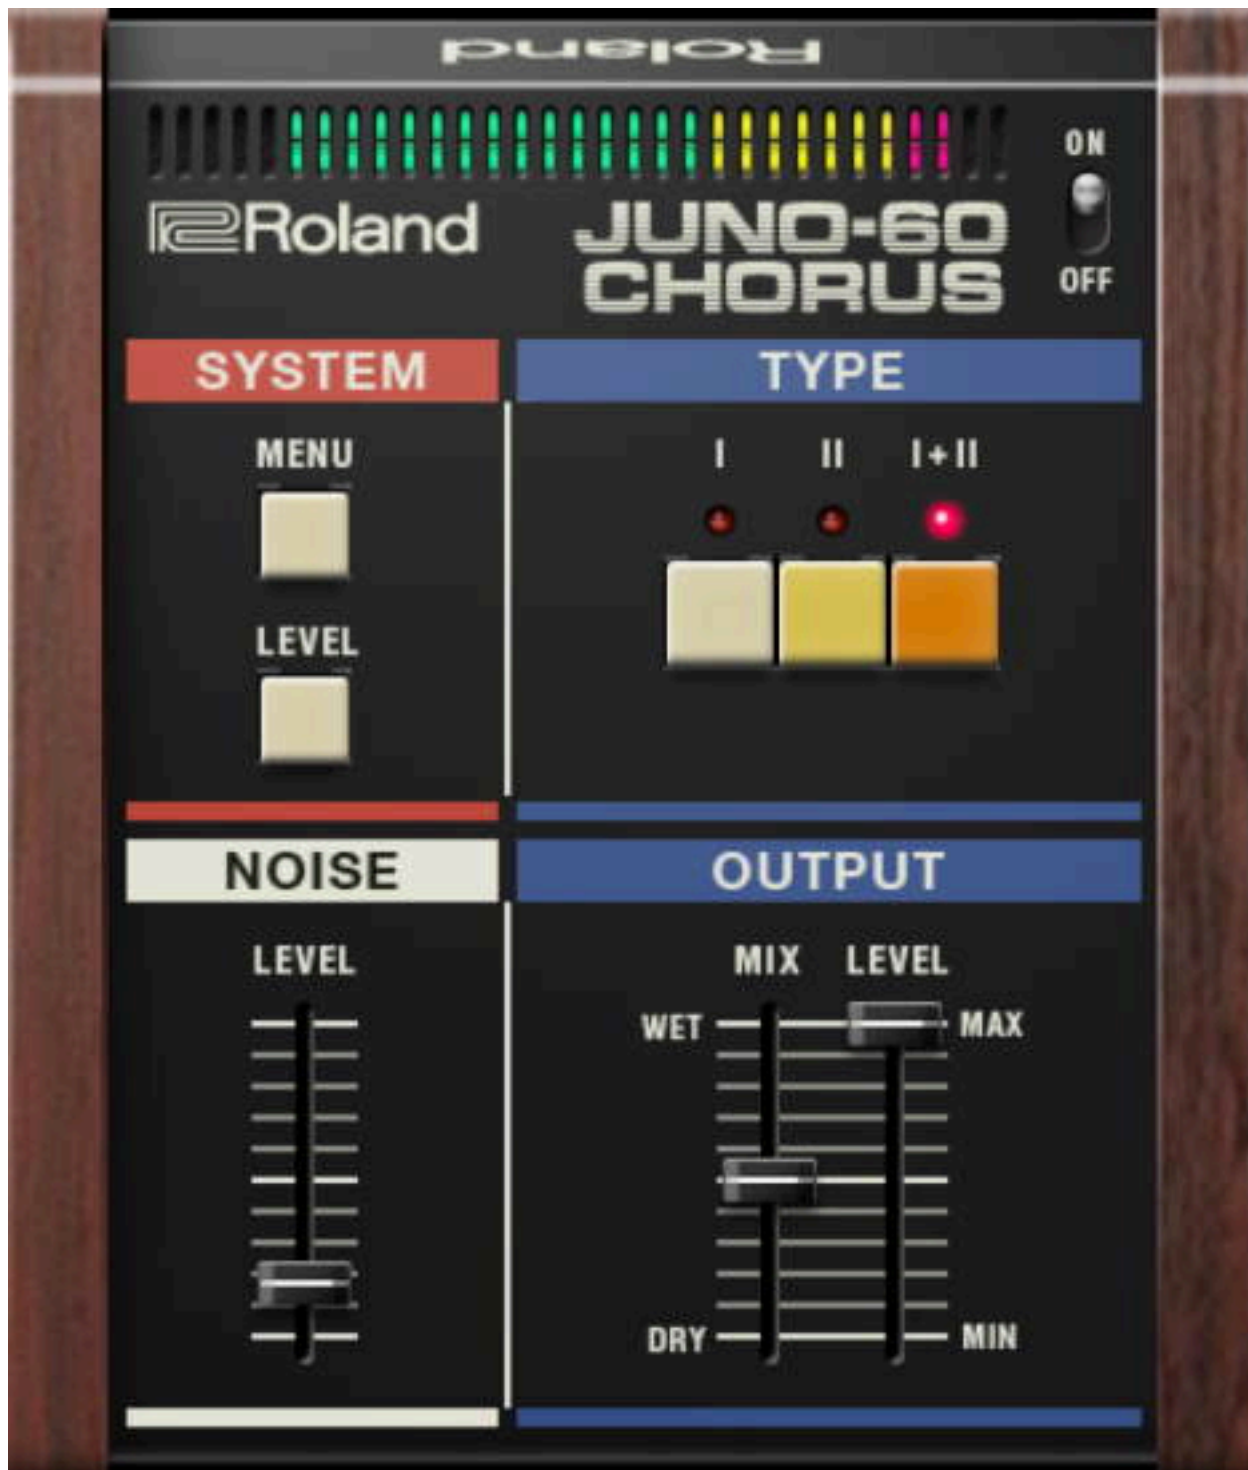 Roland
ON
Roland
JUNO-60
CHORUS
OFF
SYSTEM
TYPE
MENU
I II I+II
LEVEL
NOISE
OUTPUT
LEVEL
MIX LEVEL
WET
MAX
DRY
MIN